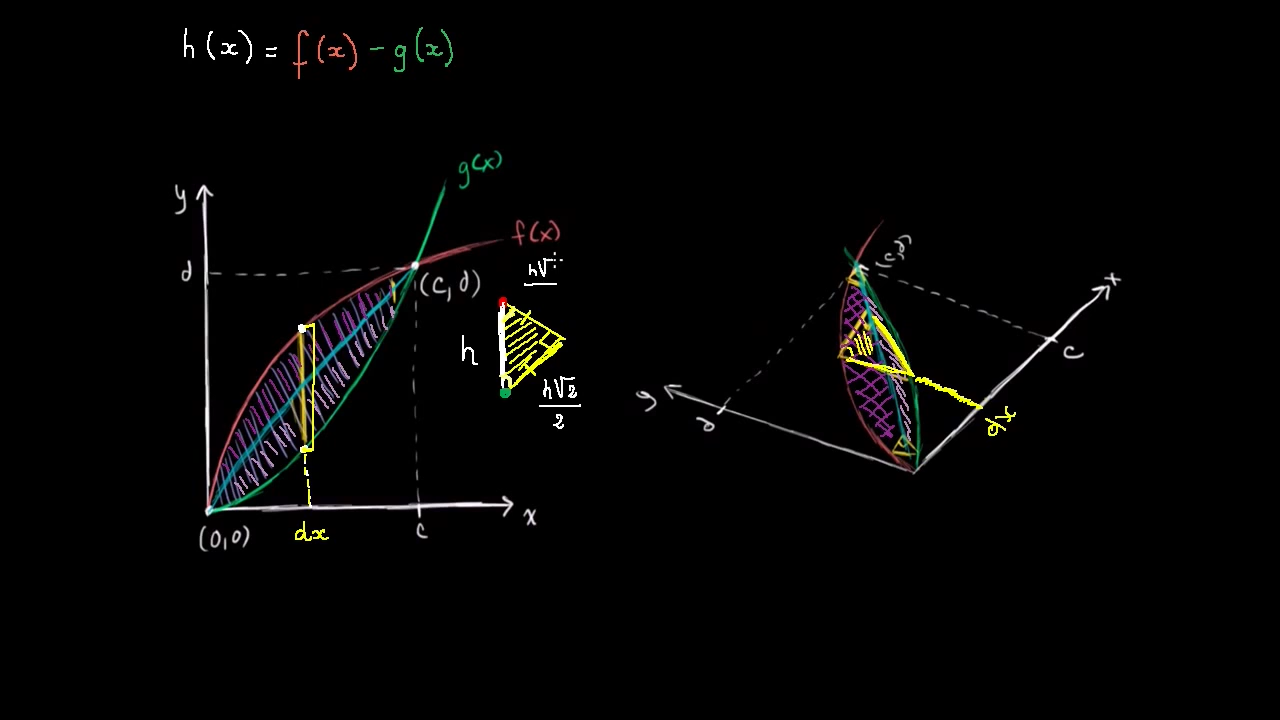 h(x) = f(x) - g(x)
y
g(x)
f(x)
d
(c, d)
h
h√2
2
(0,0)
dx
c
x
(c,d)
x
c
y
d
dx